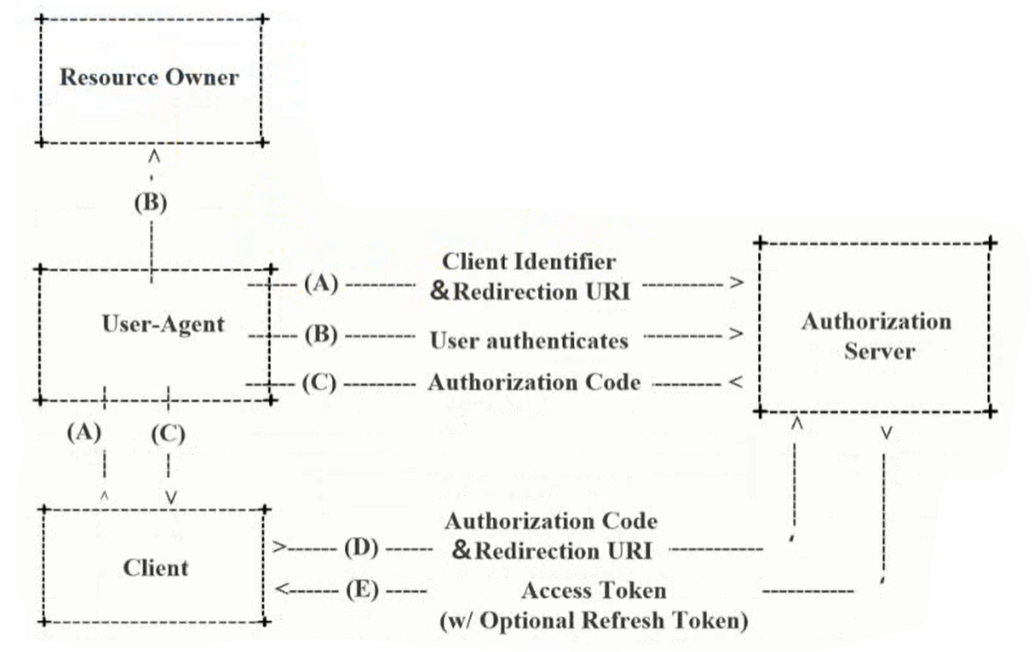 Resource Owner
(B)
User-Agent
(A) Client Identifier
&Redirection URI
(B) User authenticates
(C) Authorization Code
Authorization
Server
(A) (C)
Client
(D) Authorization Code
&Redirection URI
(E) Access Token
(w/ Optional Refresh Token)